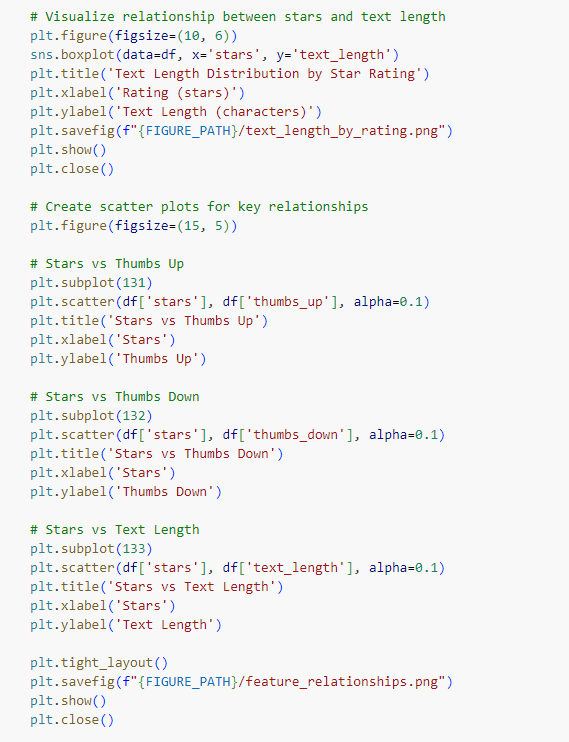 # Visualize relationship between stars and text length
plt.figure(figsize=(10, 6))
sns.boxplot(data=df, x='stars', y='text_length')
plt.title('Text Length Distribution by Star Rating')
plt.xlabel('Rating (stars)')
plt.ylabel('Text Length (characters)')
plt.savefig(f"{FIGURE_PATH}/text_length_by_rating.png")
plt.show()
plt.close()

# Create scatter plots for key relationships
plt.figure(figsize=(15, 5))

# Stars vs Thumbs Up
plt.subplot(131)
plt.scatter(df['stars'], df['thumbs_up'], alpha=0.1)
plt.title('Stars vs Thumbs Up')
plt.xlabel('Stars')
plt.ylabel('Thumbs Up')

# Stars vs Thumbs Down
plt.subplot(132)
plt.scatter(df['stars'], df['thumbs_down'], alpha=0.1)
plt.title('Stars vs Thumbs Down')
plt.xlabel('Stars')
plt.ylabel('Thumbs Down')

# Stars vs Text Length
plt.subplot(133)
plt.scatter(df['stars'], df['text_length'], alpha=0.1)
plt.title('Stars vs Text Length')
plt.xlabel('Stars')
plt.ylabel('Text Length')

plt.tight_layout()
plt.savefig(f"{FIGURE_PATH}/feature_relationships.png")
plt.show()
plt.close()